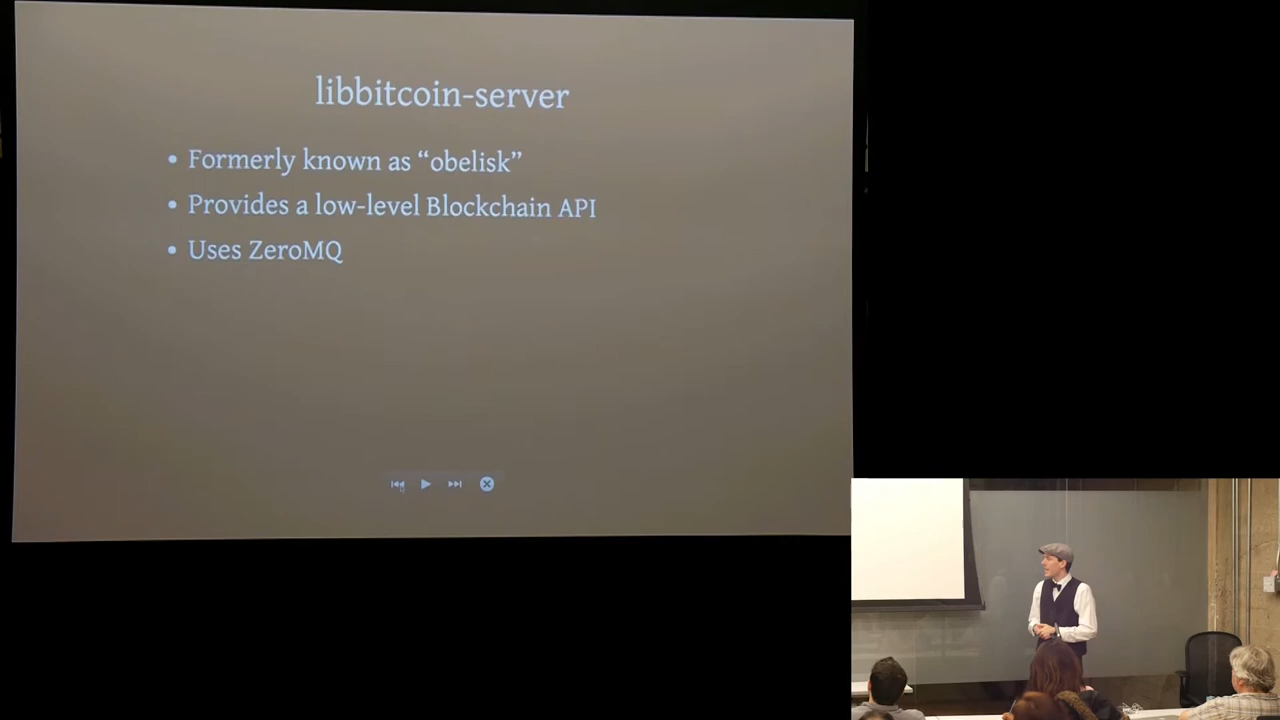 libbitcoin-server
• Formerly known as “obelisk”
• Provides a low-level Blockchain API
• Uses ZeroMQ